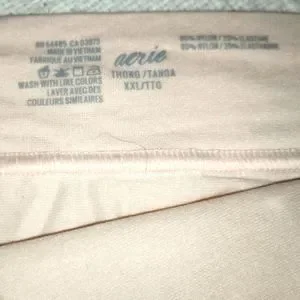 RN 54485 CA 03875
MADE IN VIETNAM
FABRIQUÉ AU VIETNAM
WASH WITH LIKE COLORS
LAVER AVEC DES
COULEURS SIMILAIRES
aerie
THONG/TANGA
XXL/TTG